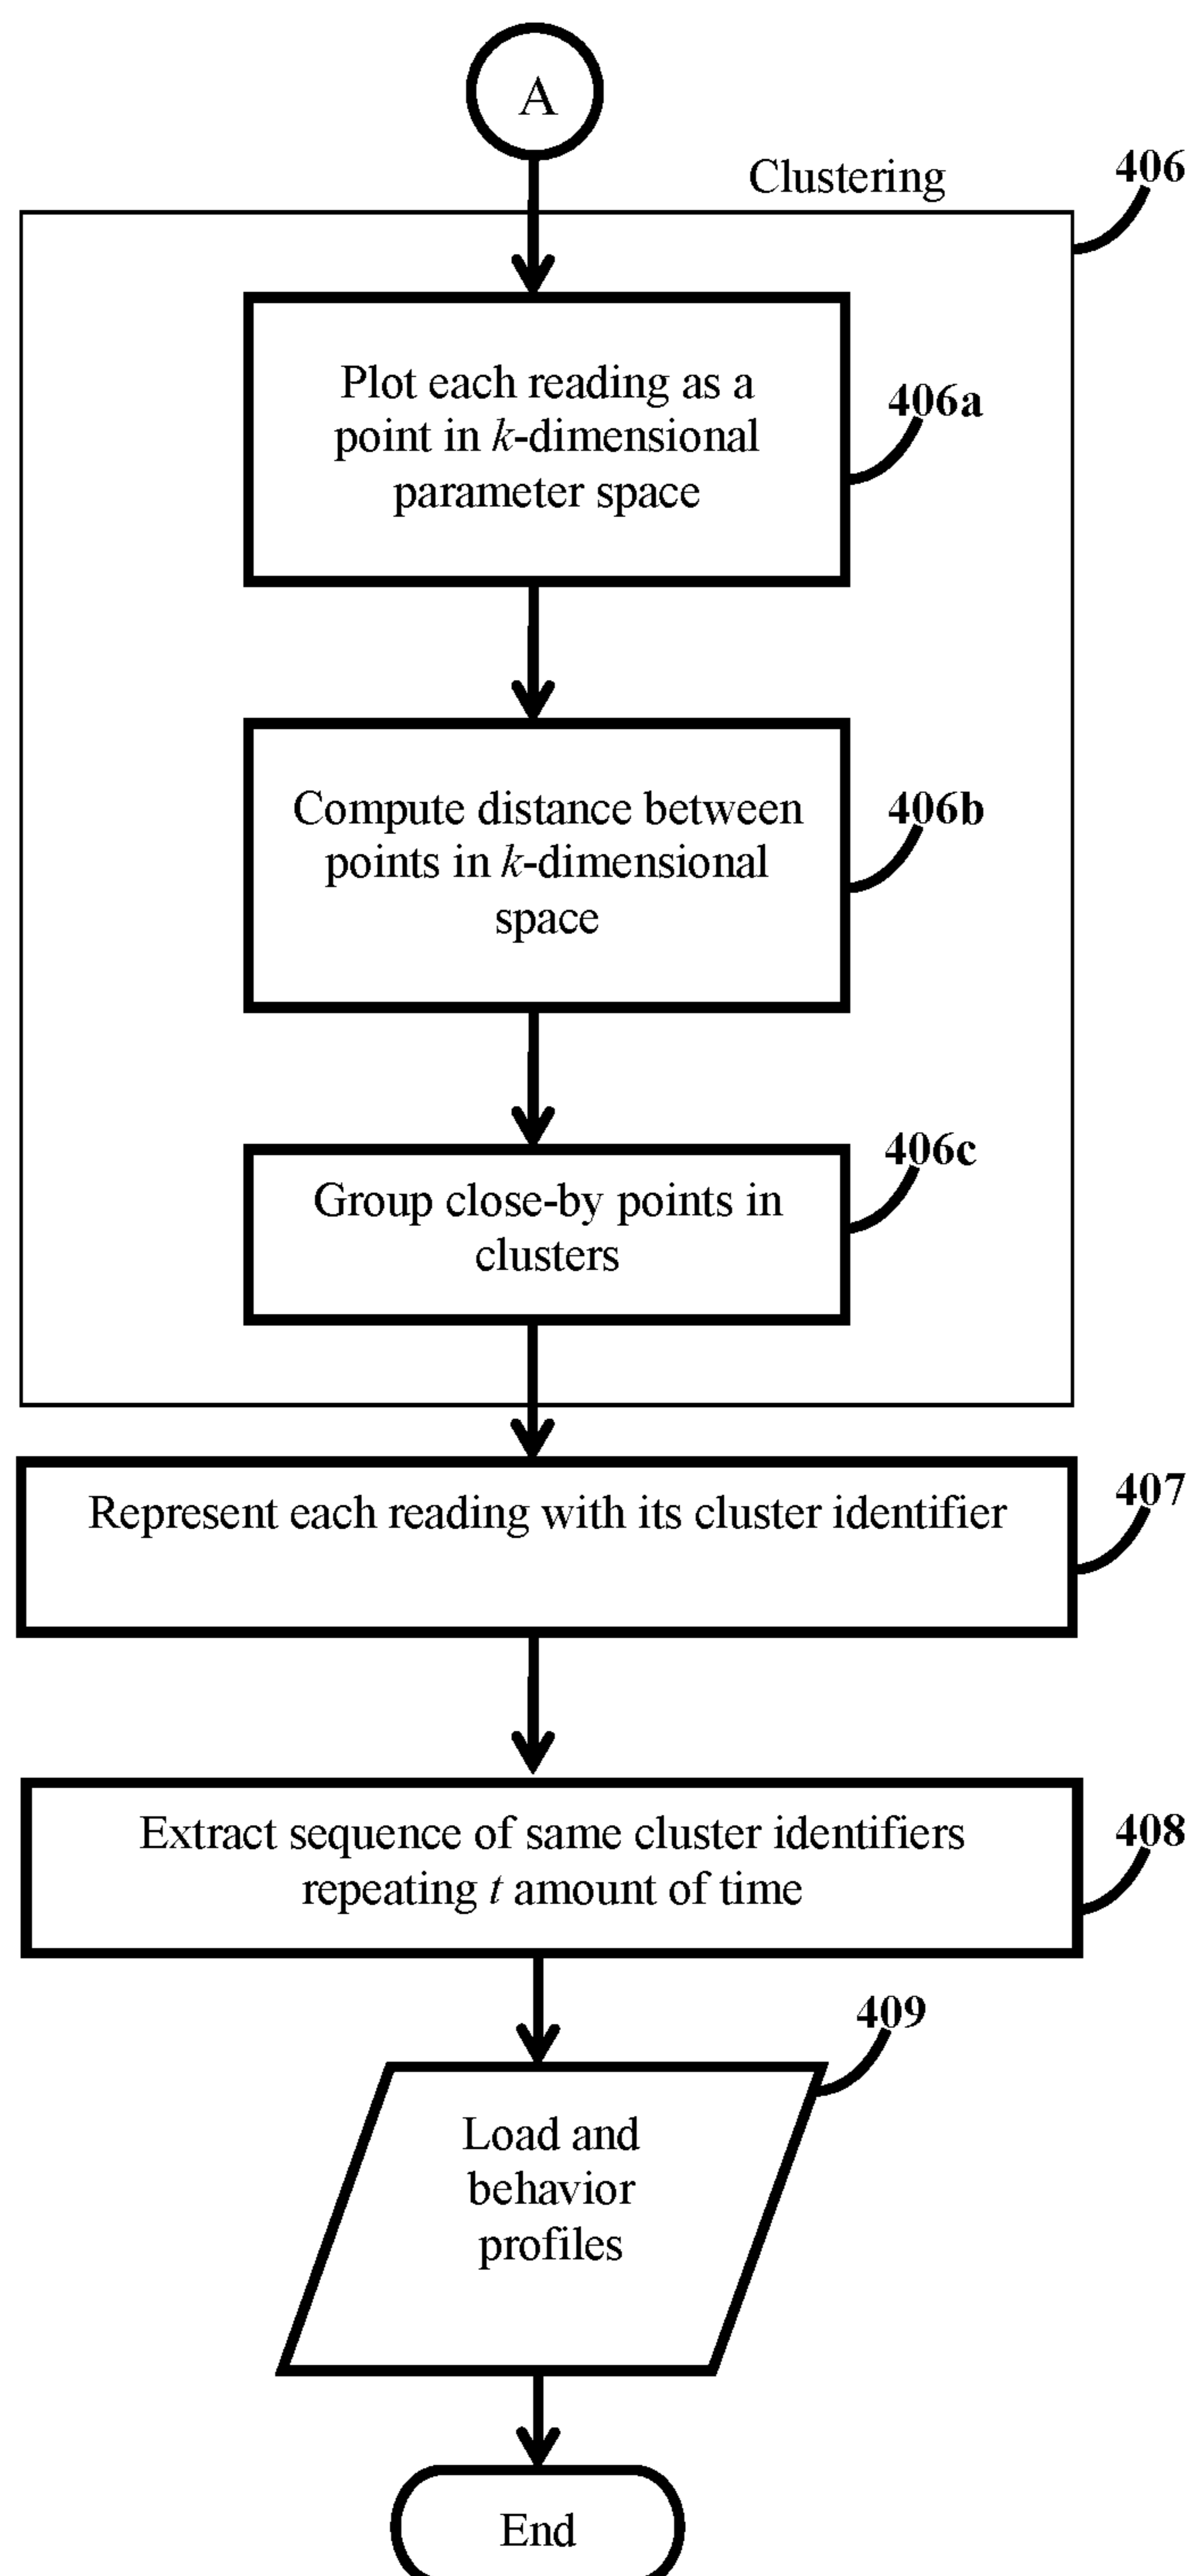 A
Clustering
406
Plot each reading as a
point in k-dimensional
parameter space
406a
Compute distance between
points in k-dimensional
space
406b
Group close-by points in
clusters
406c
Represent each reading with its cluster identifier
407
Extract sequence of same cluster identifiers
repeating t amount of time
408
409
Load and
behavior
profiles
End